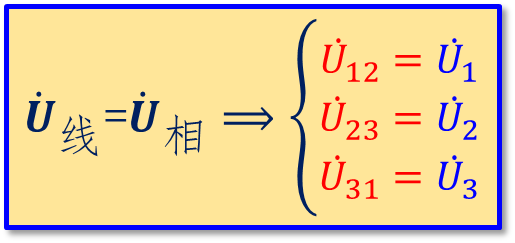 U̇线=U̇相 ⇒ { U̇₁₂ = U̇₁
U̇₂₃ = U̇₂
U̇₃₁ = U̇₃